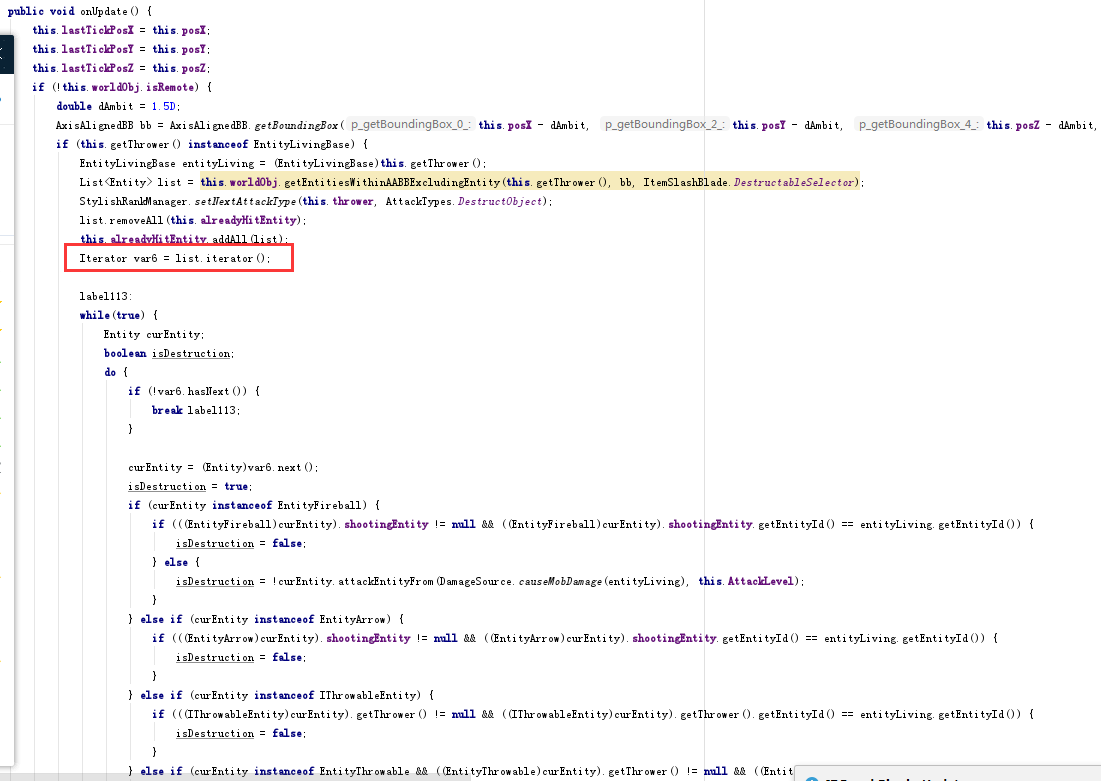 public void onUpdate() {
this.lastTickPosX = this.posX;
this.lastTickPosY = this.posY;
this.lastTickPosZ = this.posZ;
if (!this.worldObj.isRemote) {
double dAmbit = 1.5D;
AxisAlignedBB bb = AxisAlignedBB.getBoundingBox( p_getBoundingBox_0_: this.posX - dAmbit, p_getBoundingBox_2_: this.posY - dAmbit, p_getBoundingBox_4_: this.posZ - dAmbit,
if (this.getThrower() instanceof EntityLivingBase) {
EntityLivingBase entityLiving = (EntityLivingBase)this.getThrower();
List<Entity> list = this.worldObj.getEntitiesWithinAABBExcludingEntity(this.getThrower(), bb, ItemSlashBlade.DestructableSelector);
StylishRankManager.setNextAttackType(this.thrower, AttackTypes.DestructObject);
list.removeAll(this.alreadyHitEntity);
this.alreadyHitEntity.addAll(list);
Iterator var6 = list.iterator();
label113:
while(true) {
Entity curEntity;
boolean isDestruction;
do {
if (!var6.hasNext()) {
break label113;
}
curEntity = (Entity)var6.next();
isDestruction = true;
if (curEntity instanceof EntityFireball) {
if (((EntityFireball)curEntity).shootingEntity != null && ((EntityFireball)curEntity).shootingEntity.getEntityId() == entityLiving.getEntityId()) {
isDestruction = false;
} else {
isDestruction = !curEntity.attackEntityFrom(DamageSource.causeMobDamage(entityLiving), this.AttackLevel);
}
} else if (curEntity instanceof EntityArrow) {
if (((EntityArrow)curEntity).shootingEntity != null && ((EntityArrow)curEntity).shootingEntity.getEntityId() == entityLiving.getEntityId()) {
isDestruction = false;
}
} else if (curEntity instanceof IThrowableEntity) {
if (((IThrowableEntity)curEntity).getThrower() != null && ((IThrowableEntity)curEntity).getThrower().getEntityId() == entityLiving.getEntityId()) {
isDestruction = false;
}
} else if (curEntity instanceof EntityThrowable && ((EntityThrowable)curEntity).getThrower() != null && ((Entit